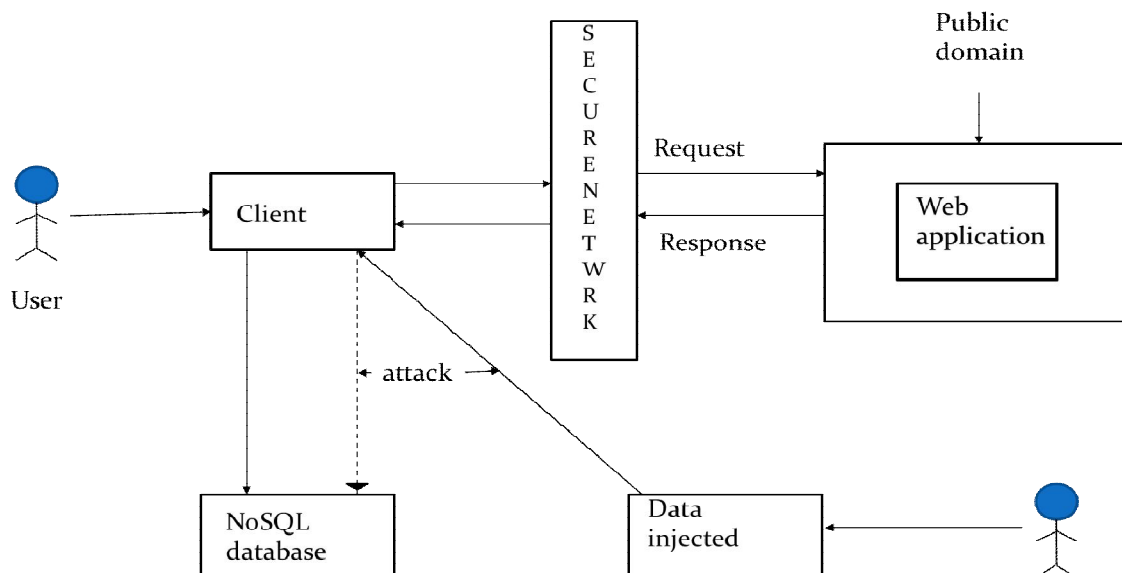 Public
domain
S
E
C
U
R
E
N
E
T
W
R
K
Request
Client
Web
application
Response
User
attack
NoSQL
database
Data
injected